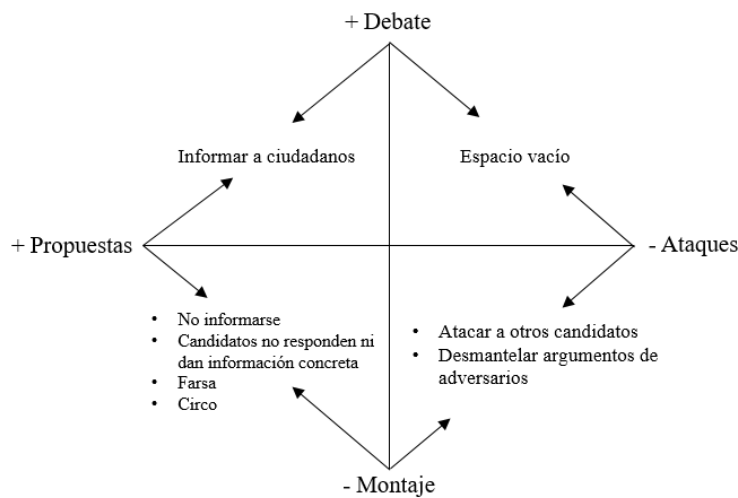 + Debate
Informar a ciudadanos
Espacio vacío
+ Propuestas
- Ataques
• No informarse
• Candidatos no responden ni
dan información concreta
• Farsa
• Circo
• Atacar a otros candidatos
• Desmantelar argumentos de
adversarios
- Montaje